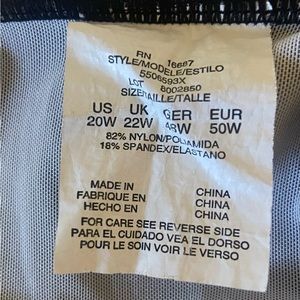 RN 16687
STYLE/MODELE/ESTILO
5506593X
LOT 8002850
SIZE/TAILLE/TALLE
US UK GER EUR
20W 22W 48W 50W
82% NYLON/POLIAMIDA
18% SPANDEX/ELASTANO
MADE IN CHINA
FABRIQUE EN CHINA
HECHO EN CHINA
FOR CARE SEE REVERSE SIDE
PARA EL CUIDADO VEA EL DORSO
POUR LE SOIN VOIR LE VERSO